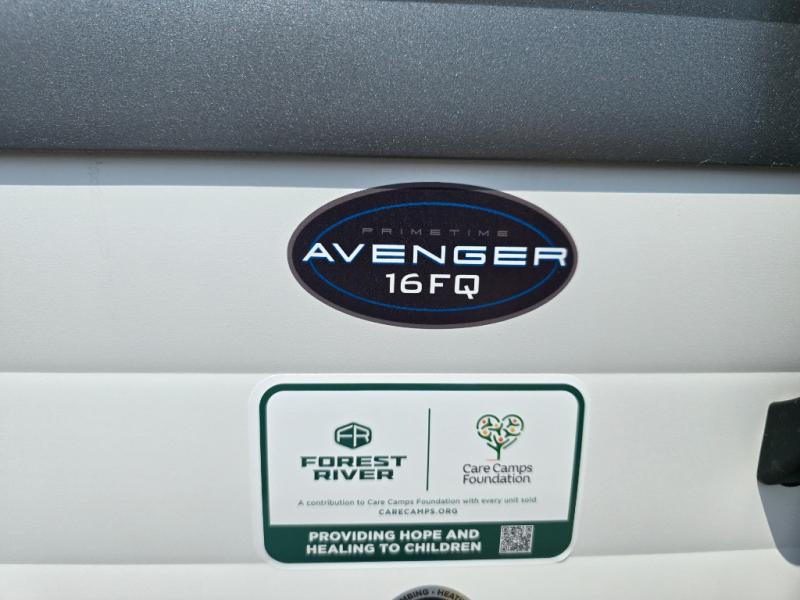 PRIMETIME
AVENGER
16FQ
FR
FOREST
RIVER
Care Camps
Foundation
A contribution to Care Camps Foundation with every unit sold
CARECAMPS.ORG
PROVIDING HOPE AND
HEALING TO CHILDREN